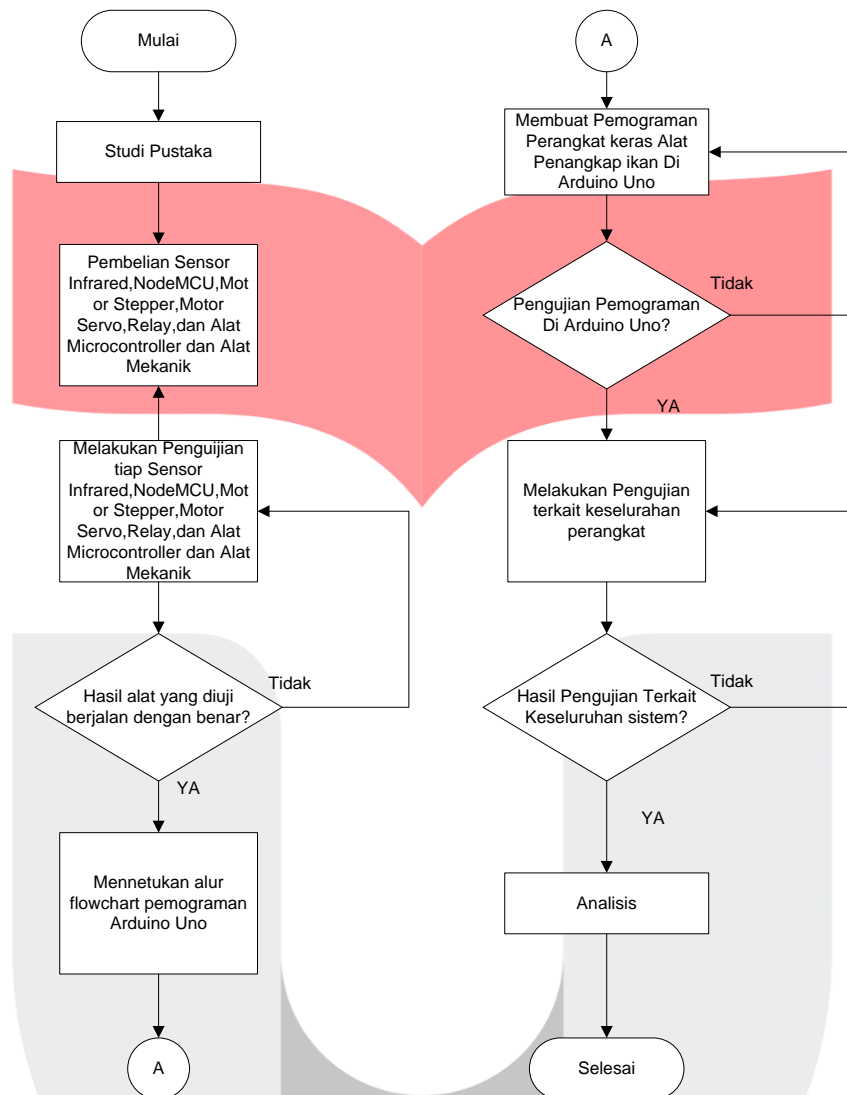 Mulai
Studi Pustaka
Pembelian Sensor
Infrared,NodeMCU,Mot
or Stepper,Motor
Servo,Relay,dan Alat
Microcontroller dan Alat
Mekanik
Melakukan Penguijian
tiap Sensor
Infrared,NodeMCU,Mot
or Stepper,Motor
Servo,Relay,dan Alat
Microcontroller dan Alat
Mekanik
Hasil alat yang diuji
berjalan dengan benar?
Tidak
YA
Mennetukan alur
flowchart pemograman
Arduino Uno
A
A
Membuat Pemograman
Perangkat keras Alat
Penangkap ikan Di
Arduino Uno
Pengujian Pemograman
Di Arduino Uno?
Tidak
YA
Melakukan Pengujian
terkait keselurahan
perangkat
Hasil Pengujian Terkait
Keseluruhan sistem?
Tidak
YA
Analisis
Selesai